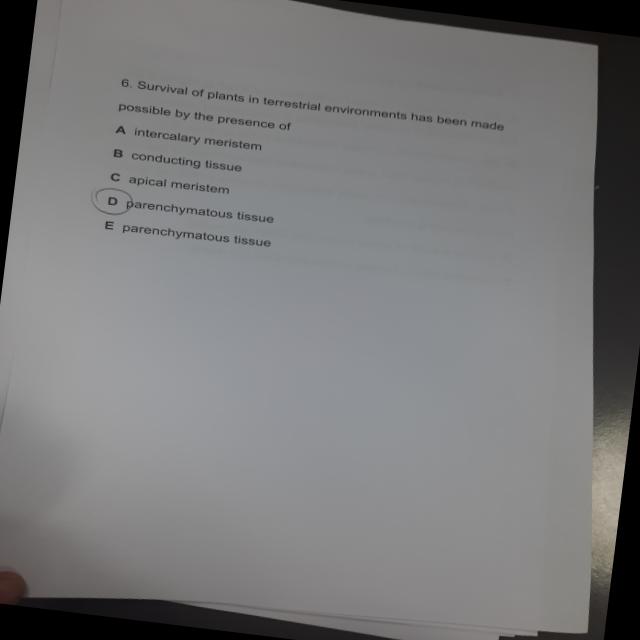 6. Survival of plants in terrestrial environments has been made
possible by the presence of
A intercalary meristem
B conducting tissue
C apical meristem
D parenchymatous tissue
E parenchymatous tissue